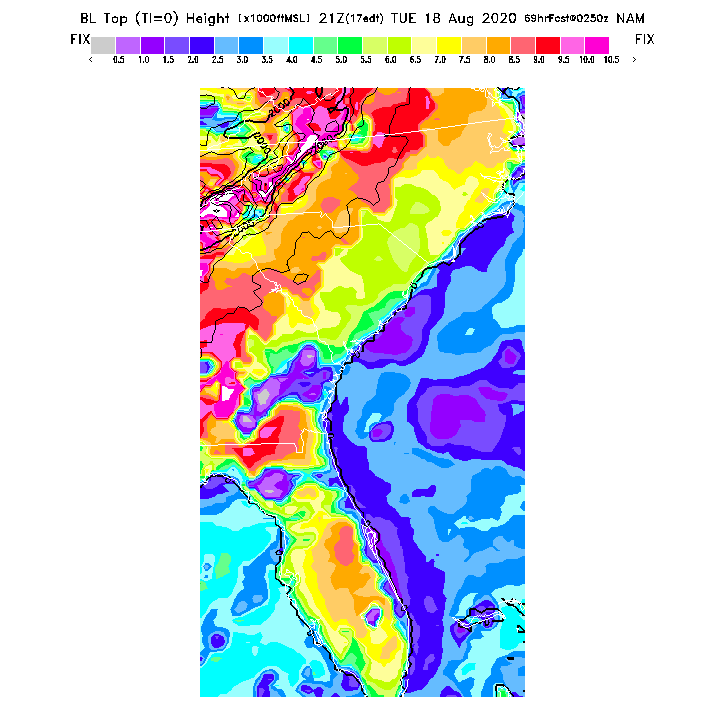 BL Top (TI=0) Height [x1000ftMSL] 21Z(17edt) TUE 18 Aug 2020 69hrFcst@0250z NAM
FIX FIX
0.5 1.0 1.5 2.0 2.5 3.0 3.5 4.0 4.5 5.0 5.5 6.0 6.5 7.0 7.5 8.0 8.5 9.0 9.5 10.0 10.5
< >
2000